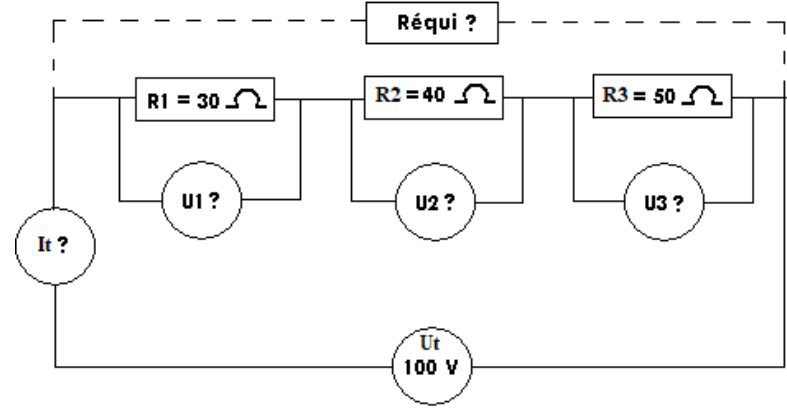 Réqui ?
R1 = 30 Ω
R2 = 40 Ω
R3 = 50 Ω
U1 ?
U2 ?
U3 ?
It ?
Ut
100 V